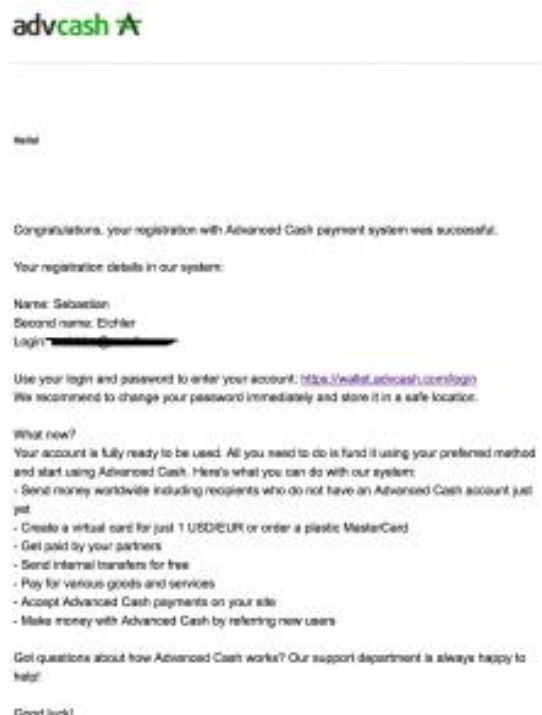 advcash
Hello!
Congratulations, your registration with Advanced Cash payment system was successful.
Your registration details in our system:
Name: Sebastian
Second name: Eichler
Login:
Use your login and password to enter your account: https://wallet.advcash.com/login
We recommend to change your password immediately and store it in a safe location.
What now?
Your account is fully ready to be used. All you need to do is fund it using your preferred method
and start using Advanced Cash. Here's what you can do with our system:
- Send money worldwide including recipients who do not have an Advanced Cash account just
yet
- Create a virtual card for just 1 USD/EUR or order a plastic MasterCard
- Get paid by your partners
- Send internal transfers for free
- Pay for various goods and services
- Accept Advanced Cash payments on your site
- Make money with Advanced Cash by referring new users
Got questions about how Advanced Cash works? Our support department is always happy to
help!
Good luck!